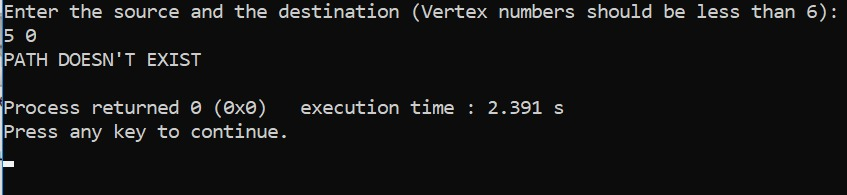 Enter the source and the destination (Vertex numbers should be less than 6):
5 0
PATH DOESN'T EXIST
Process returned 0 (0x0)   execution time : 2.391 s
Press any key to continue.